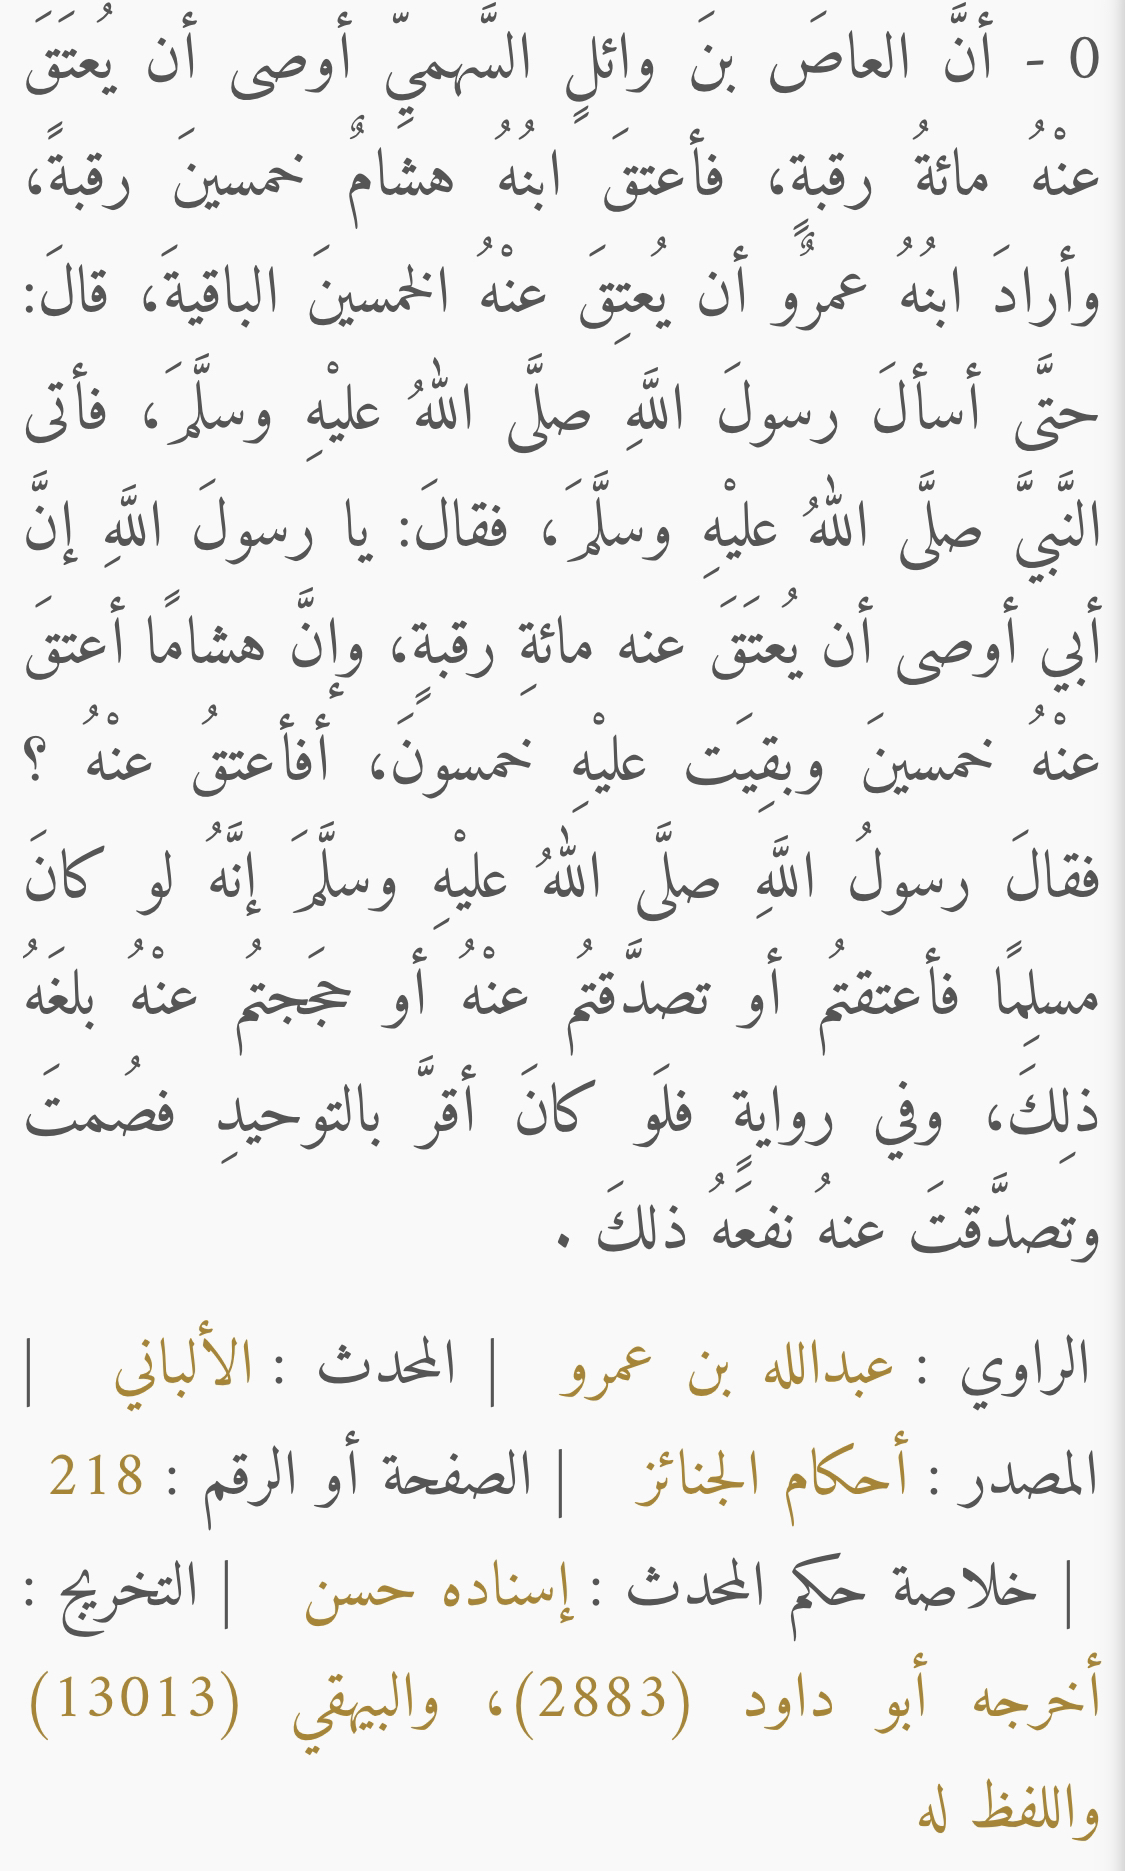 0 - أنَّ العاصَ بنَ وائلٍ السَّهميِّ أوصى أن يُعتَقَ
عنْهُ مائةُ رقبةٍ، فأعتقَ ابنُهُ هشامٌ خمسينَ رقبةً،
وأرادَ ابنُهُ عمرٌو أن يُعتِقَ عنْهُ الخمسينَ الباقيةَ، قالَ:
حتَّى أسألَ رسولَ اللَّهِ صلَّى اللهُ عليْهِ وسلَّمَ، فأتى
النَّبيَّ صلَّى اللهُ عليْهِ وسلَّمَ، فقالَ: يا رسولَ اللَّهِ إنَّ
أبي أوصى أن يُعتَقَ عنه مائةِ رقبةٍ، وإنَّ هشامًا أعتقَ
عنْهُ خمسينَ وبقِيَت عليْهِ خمسونَ، أفأعتقُ عنْهُ ؟
فقالَ رسولُ اللَّهِ صلَّى اللهُ عليْهِ وسلَّمَ إنَّهُ لو كانَ
مسلِمًا فأعتقتُم أو تصدَّقتُم عنْهُ أو حجَجتُم عنْهُ بلغَهُ
ذلِكَ، وفي روايةٍ فلَو كانَ أقرَّ بالتوحيدِ فصُمتَ
وتصدَّقتَ عنهُ نفعَهُ ذلكَ .
الراوي : عبدالله بن عمرو | المحدث : الألباني |
المصدر : أحكام الجنائز | الصفحة أو الرقم : 218
| خلاصة حكم المحدث : إسناده حسن | التخريج :
أخرجه أبو داود (2883)، والبيهقي (13013)
واللفظ له